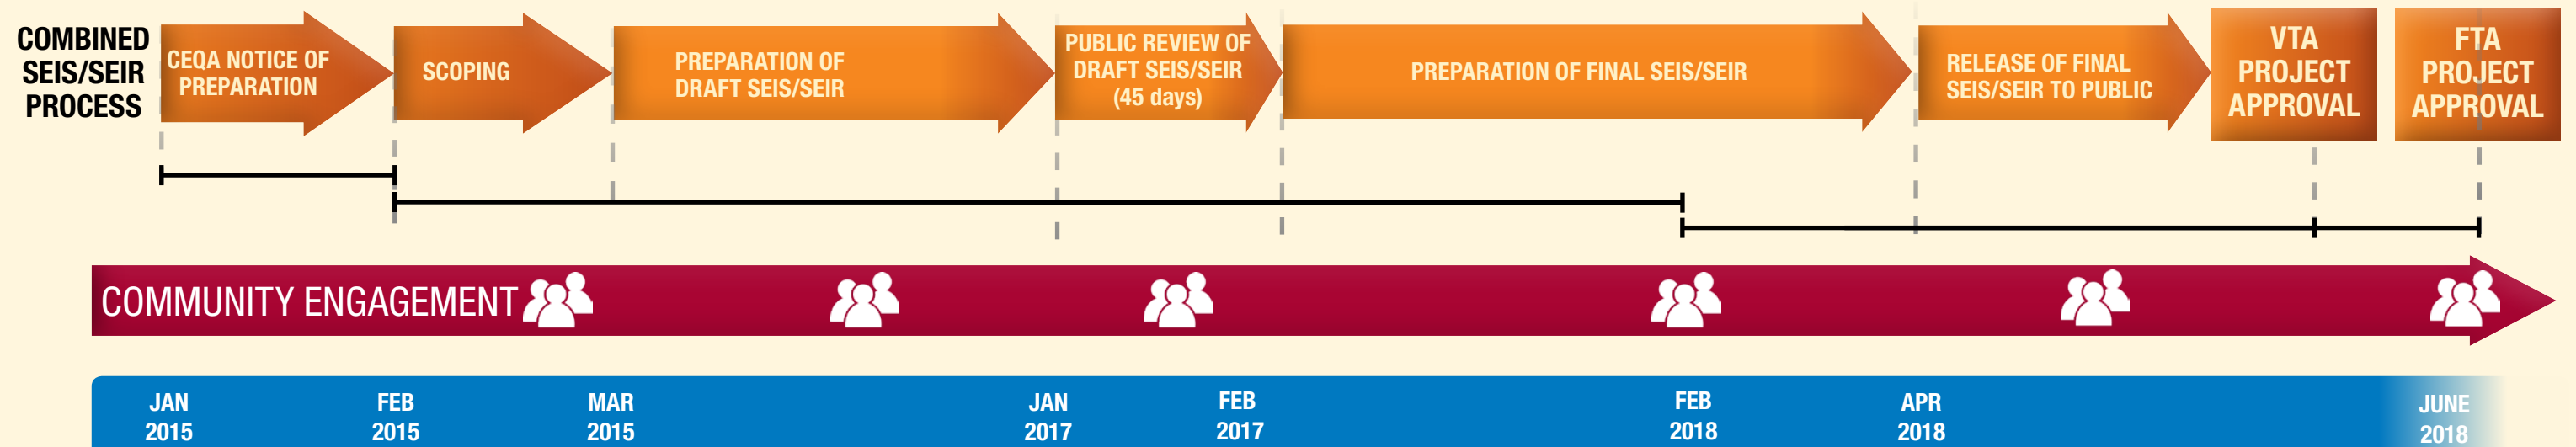 COMBINED
SEIS/SEIR
PROCESS
CEQA NOTICE OF
PREPARATION
SCOPING
PREPARATION OF
DRAFT SEIS/SEIR
PUBLIC REVIEW OF
DRAFT SEIS/SEIR
(45 days)
PREPARATION OF FINAL SEIS/SEIR
RELEASE OF FINAL
SEIS/SEIR TO PUBLIC
VTA
PROJECT
APPROVAL
FTA
PROJECT
APPROVAL
COMMUNITY ENGAGEMENT
JAN
2015
FEB
2015
MAR
2015
JAN
2017
FEB
2017
FEB
2018
APR
2018
JUNE
2018